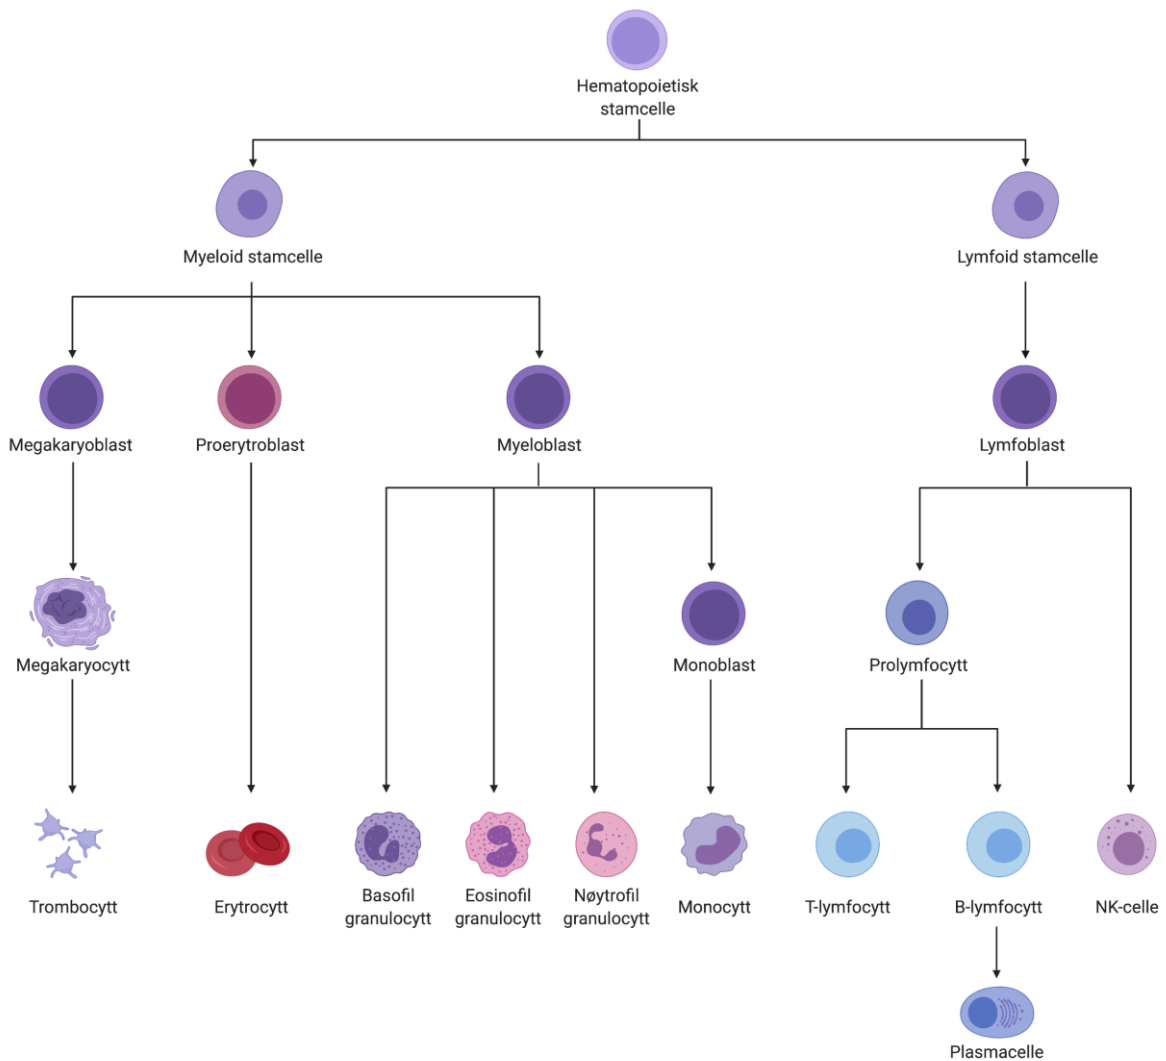 Hematopoietisk
stamcelle
Myeloid stamcelle
Lymfoid stamcelle
Megakaryoblast
Proerytroblast
Myeloblast
Lymfoblast
Megakaryocytt
Monoblast
Prolymfocytt
Trombocytt
Erytrocytt
Basofil
granulocytt
Eosinofil
granulocytt
Nøytrofil
granulocytt
Monocytt
T-lymfocytt
B-lymfocytt
NK-celle
Plasmacelle